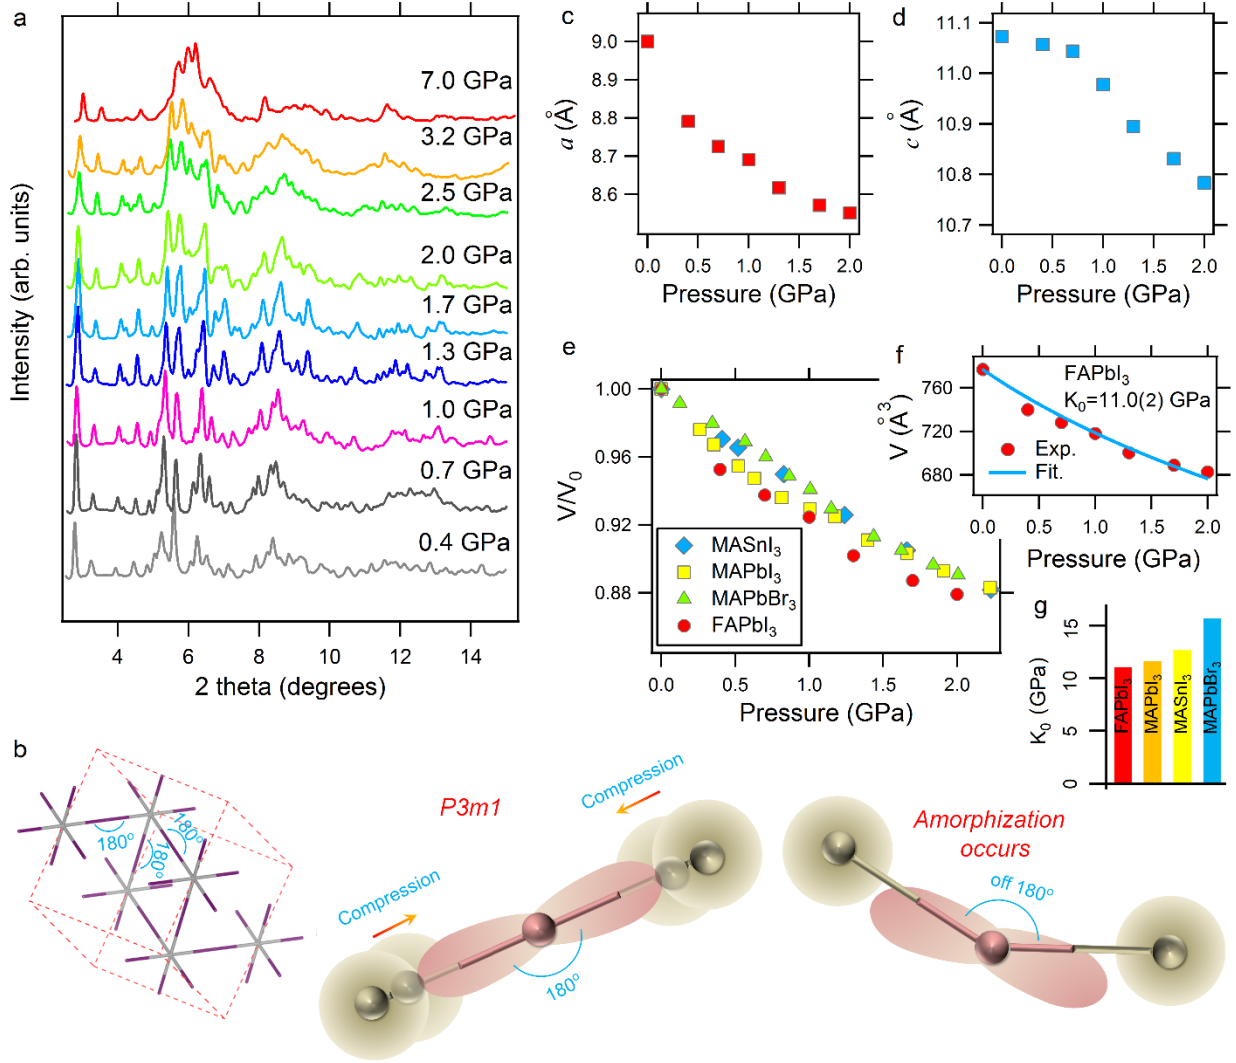 a
Intensity (arb. units)
7.0 GPa
3.2 GPa
2.5 GPa
2.0 GPa
1.7 GPa
1.3 GPa
1.0 GPa
0.7 GPa
0.4 GPa
4 6 8 10 12 14
2 theta (degrees)
c
a (Å)
9.0
8.9
8.8
8.7
8.6
0.0 0.5 1.0 1.5 2.0
Pressure (GPa)
d
c (Å)
11.1
11.0
10.9
10.8
10.7
0.0 0.5 1.0 1.5 2.0
Pressure (GPa)
e
V/V₀
1.00
0.96
0.92
0.88
MASnI₃
MAPbI₃
MAPbBr₃
FAPbI₃
0.0 0.5 1.0 1.5 2.0
Pressure (GPa)
f
V (Å³)
760
720
680
FAPbI₃
K₀=11.0(2) GPa
Exp.
Fit.
0.0 0.5 1.0 1.5 2.0
Pressure (GPa)
g
K₀ (GPa)
15
10
5
0
FAPbI₃
MAPbI₃
MASnI₃
MAPbBr₃
b
180°
180°
180°
P3m1
Compression
Compression
180°
Amorphization
occurs
off 180°